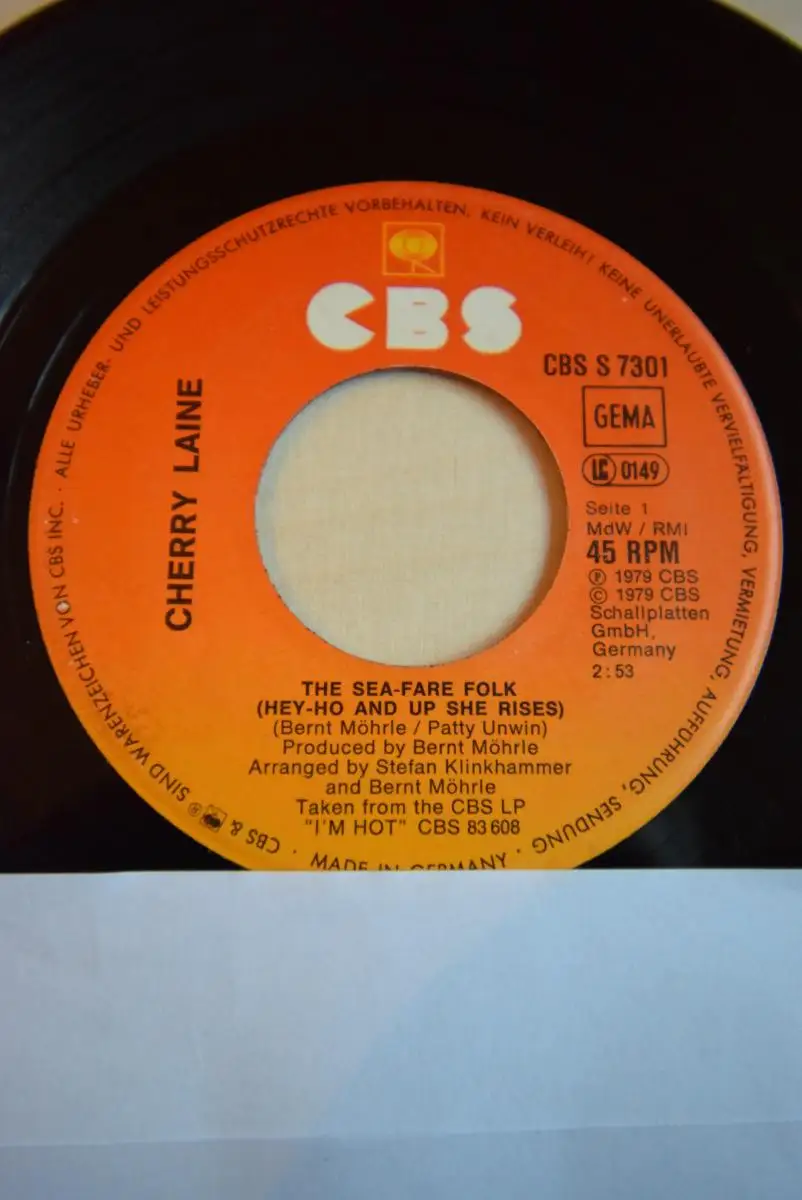 ALLE URHEBER- UND LEISTUNGSSCHUTZRECHTE VORBEHALTEN. KEIN VERLEIH! KEINE UNERLAUBTE VERVIELFÄLTIGUNG, VERMIETUNG, AUFFÜHRUNG, SENDUNG
CBS
CBS S 7301
GEMA
LC 0149
CHERRY LAINE
Seite 1
MdW / RMI
45 RPM
℗ 1979 CBS
© 1979 CBS
Schallplatten
GmbH,
Germany
2:53
THE SEA-FARE FOLK
(HEY-HO AND UP SHE RISES)
(Bernt Möhrle / Patty Unwin)
Produced by Bernt Möhrle
Arranged by Stefan Klinkhammer
and Bernt Möhrle
Taken from the CBS LP
"I'M HOT" CBS 83 608
· MADE IN GERMANY ·
CBS & ® SIND WARENZEICHEN VON CBS INC. ·